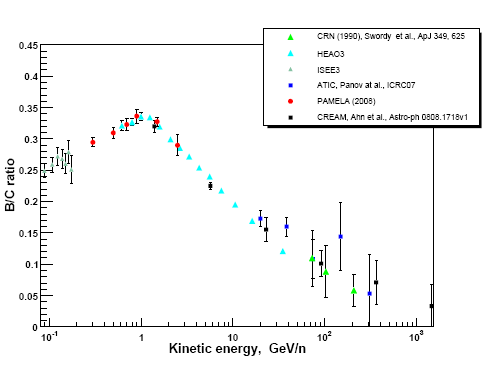 CRN (1990), Swordy et al., ApJ 349, 625
HEAO3
ISEE3
ATIC, Panov at al., ICRC07
PAMELA (2008)
CREAM, Ahn et al., Astro-ph 0808.1718v1
B/C ratio
0.45
0.4
0.35
0.3
0.25
0.2
0.15
0.1
0.05
0
10-1
1
10
102
103
Kinetic energy, GeV/n